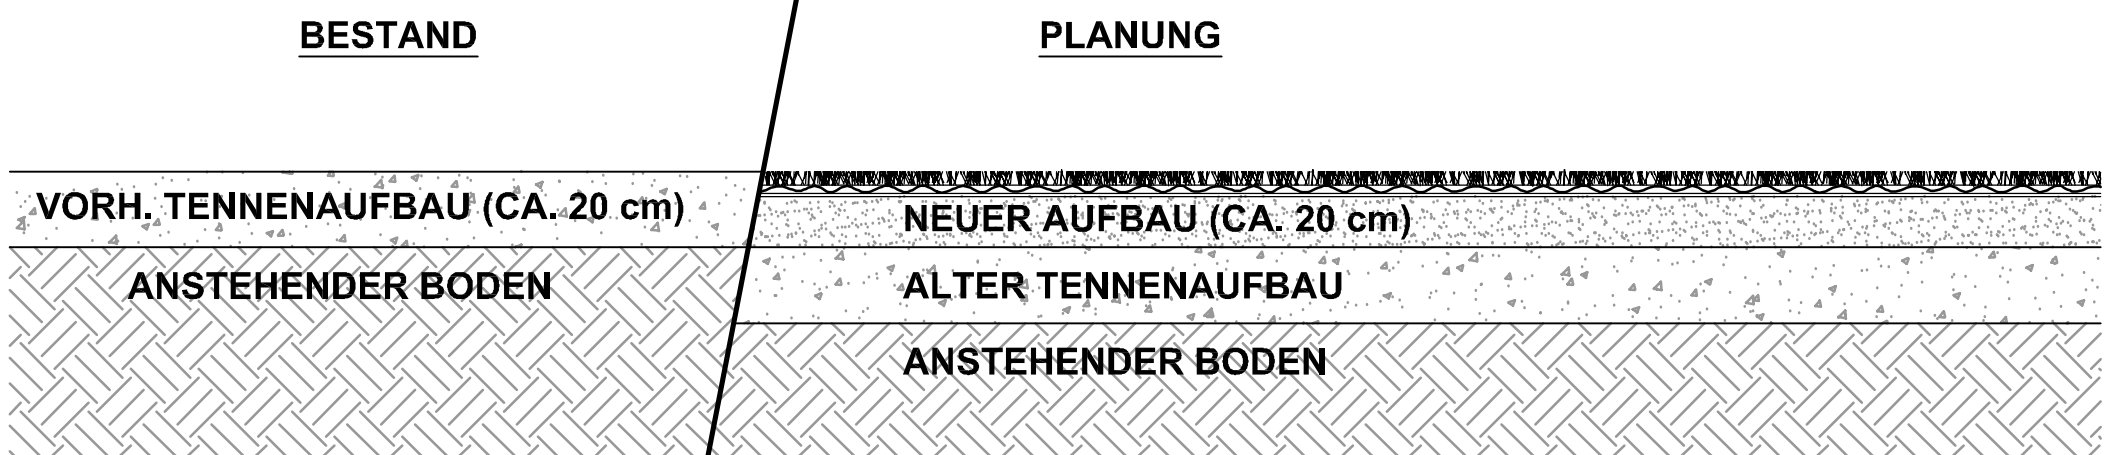 BESTAND
PLANUNG
VORH. TENNENAUFBAU (CA. 20 cm)
NEUER AUFBAU (CA. 20 cm)
ANSTEHENDER BODEN
ALTER TENNENAUFBAU
ANSTEHENDER BODEN